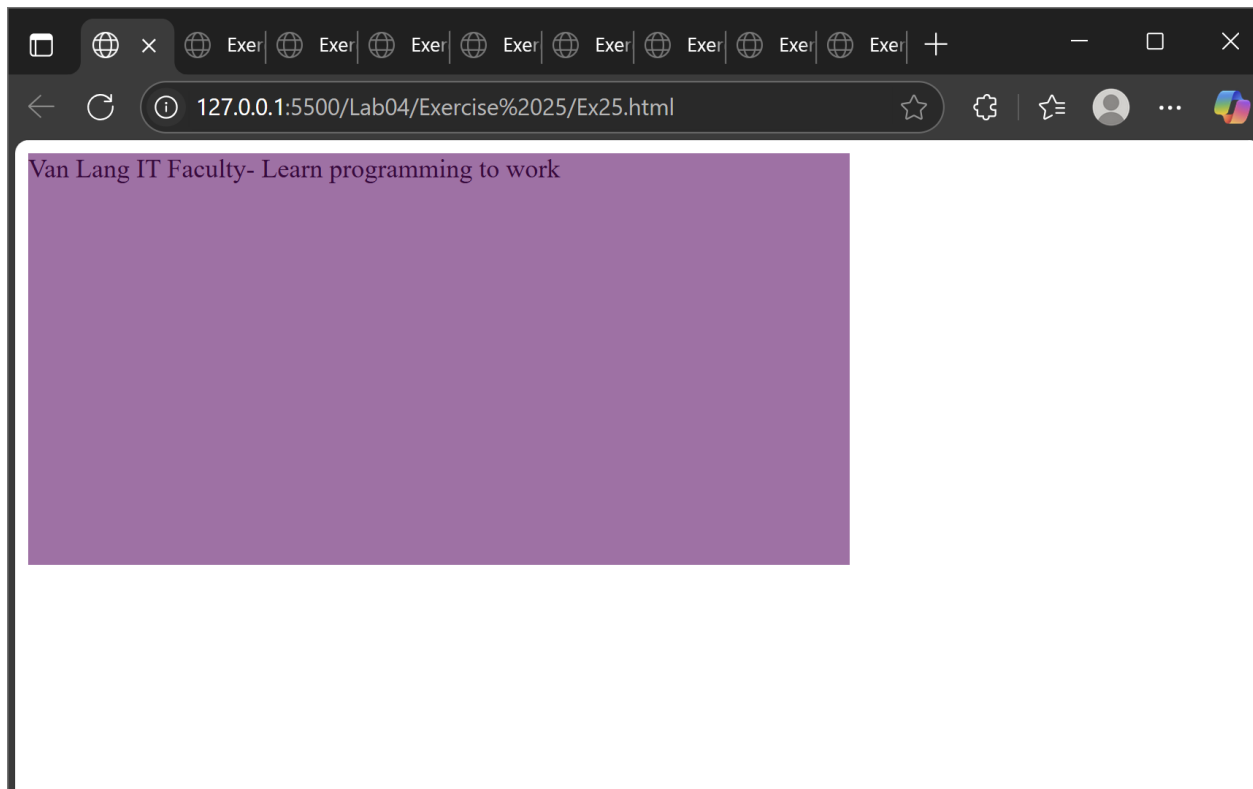 Exer
Exer
Exer
Exer
Exer
Exer
Exer
Exer
127.0.0.1:5500/Lab04/Exercise%2025/Ex25.html
Van Lang IT Faculty- Learn programming to work